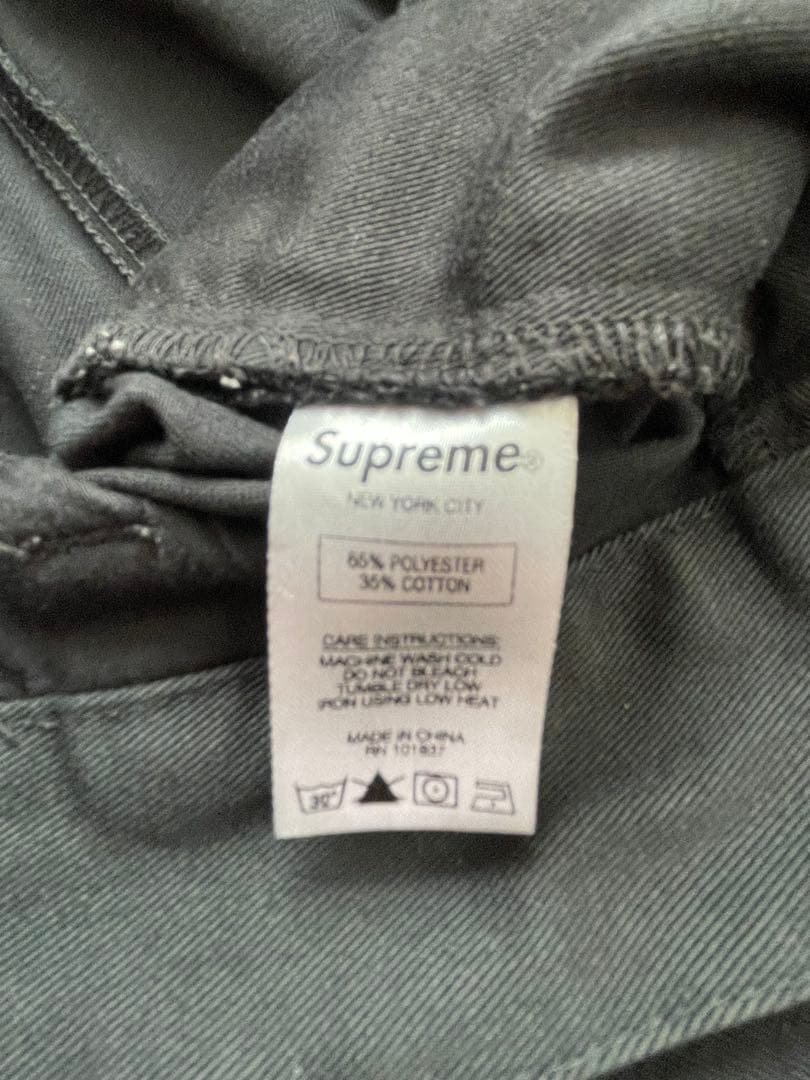 Supreme®
NEW YORK CITY
65% POLYESTER
35% COTTON
CARE INSTRUCTIONS:
MACHINE WASH COLD
DO NOT BLEACH
TUMBLE DRY LOW
IRON USING LOW HEAT
MADE IN CHINA
RN 101837
30°